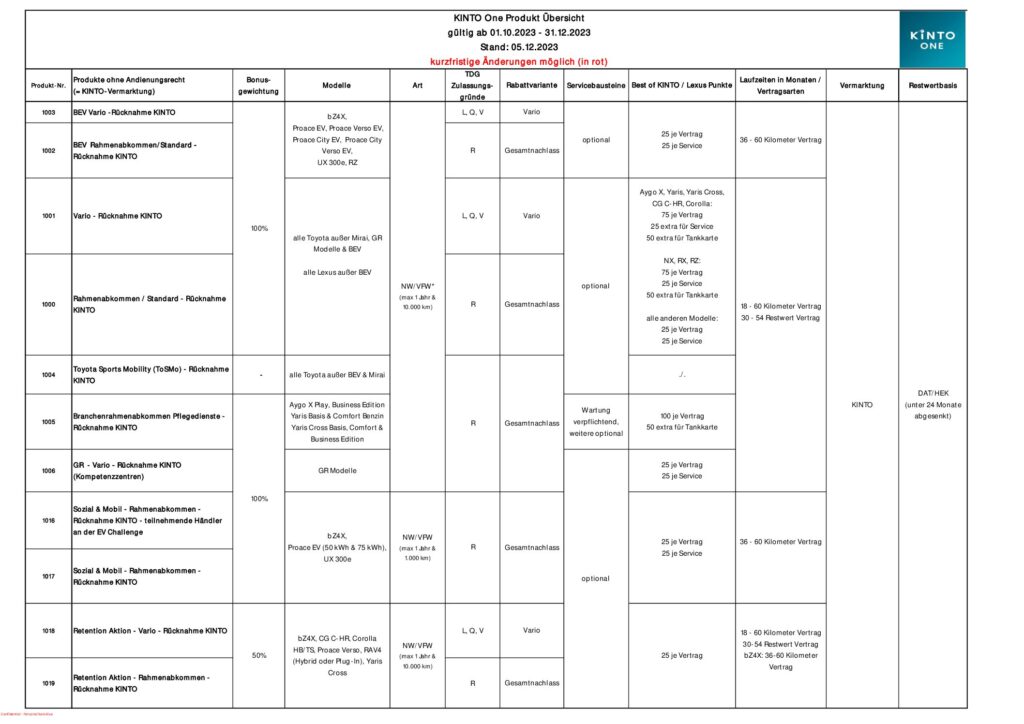 KINTO One Produkt Übersicht
gültig ab 01.10.2023 - 31.12.2023
Stand: 05.12.2023
kurzfristige Änderungen möglich (in rot)
KINTO
ONE
Produkt-Nr.
Produkte ohne Andienungsrecht
(= KINTO-Vermarktung)
Bonus-
gewichtung
Modelle
Art
TDG
Zulassungs-
gründe
Rabattvariante
Servicebausteine
Best of KINTO / Lexus Punkte
Laufzeiten in Monaten /
Vertragsarten
Vermarktung
Restwertbasis
1003
BEV Vario -Rücknahme KINTO
L, Q, V
Vario
1002
BEV Rahmenabkommen/Standard -
Rücknahme KINTO
bZ4X,
Proace EV, Proace Verso EV,
Proace City EV, Proace City
Verso EV,
UX 300e, RZ
R
Gesamtnachlass
optional
25 je Vertrag
25 je Service
36 - 60 Kilometer Vertrag
1001
Vario - Rücknahme KINTO
100%
alle Toyota außer Mirai, GR
Modelle & BEV
alle Lexus außer BEV
L, Q, V
Vario
Aygo X, Yaris, Yaris Cross,
CG C-HR, Corolla:
75 je Vertrag
25 extra für Service
50 extra für Tankkarte
NX, RX, RZ:
75 je Vertrag
25 je Service
50 extra für Tankkarte
alle anderen Modelle:
25 je Vertrag
25 je Service
1000
Rahmenabkommen / Standard - Rücknahme
KINTO
NW/VFW*
(max 1 Jahr &
10.000 km)
R
Gesamtnachlass
optional
18 - 60 Kilometer Vertrag
30 - 54 Restwert Vertrag
1004
Toyota Sports Mobility (ToSMo) - Rücknahme
KINTO
-
alle Toyota außer BEV & Mirai
./.
1005
Branchenrahmenabkommen Pflegedienste -
Rücknahme KINTO
Aygo X Play, Business Edition
Yaris Basis & Comfort Benzin
Yaris Cross Basis, Comfort &
Business Edition
R
Gesamtnachlass
Wartung
verpflichtend,
weitere optional
100 je Vertrag
50 extra für Tankkarte
KINTO
DAT/HEK
(unter 24 Monate
abgesenkt)
1006
GR - Vario - Rücknahme KINTO
(Kompetenzzentren)
GR Modelle
25 je Vertrag
25 je Service
100%
1016
Sozial & Mobil - Rahmenabkommen -
Rücknahme KINTO - teilnehmende Händler
an der EV Challenge
bZ4X,
Proace EV (50 kWh & 75 kWh),
UX 300e
NW/VFW
(max 1 Jahr &
1.000 km)
R
Gesamtnachlass
25 je Vertrag
25 je Service
36 - 60 Kilometer Vertrag
1017
Sozial & Mobil - Rahmenabkommen -
Rücknahme KINTO
optional
1018
Retention Aktion - Vario - Rücknahme KINTO
50%
bZ4X, CG C-HR, Corolla
HB/TS, Proace Verso, RAV4
(Hybrid oder Plug-In), Yaris
Cross
NW/VFW
(max 1 Jahr &
10.000 km)
L, Q, V
Vario
25 je Vertrag
18 - 60 Kilometer Vertrag
30-54 Restwert Vertrag
bZ4X: 36-60 Kilometer
Vertrag
1019
Retention Aktion - Rahmenabkommen -
Rücknahme KINTO
R
Gesamtnachlass